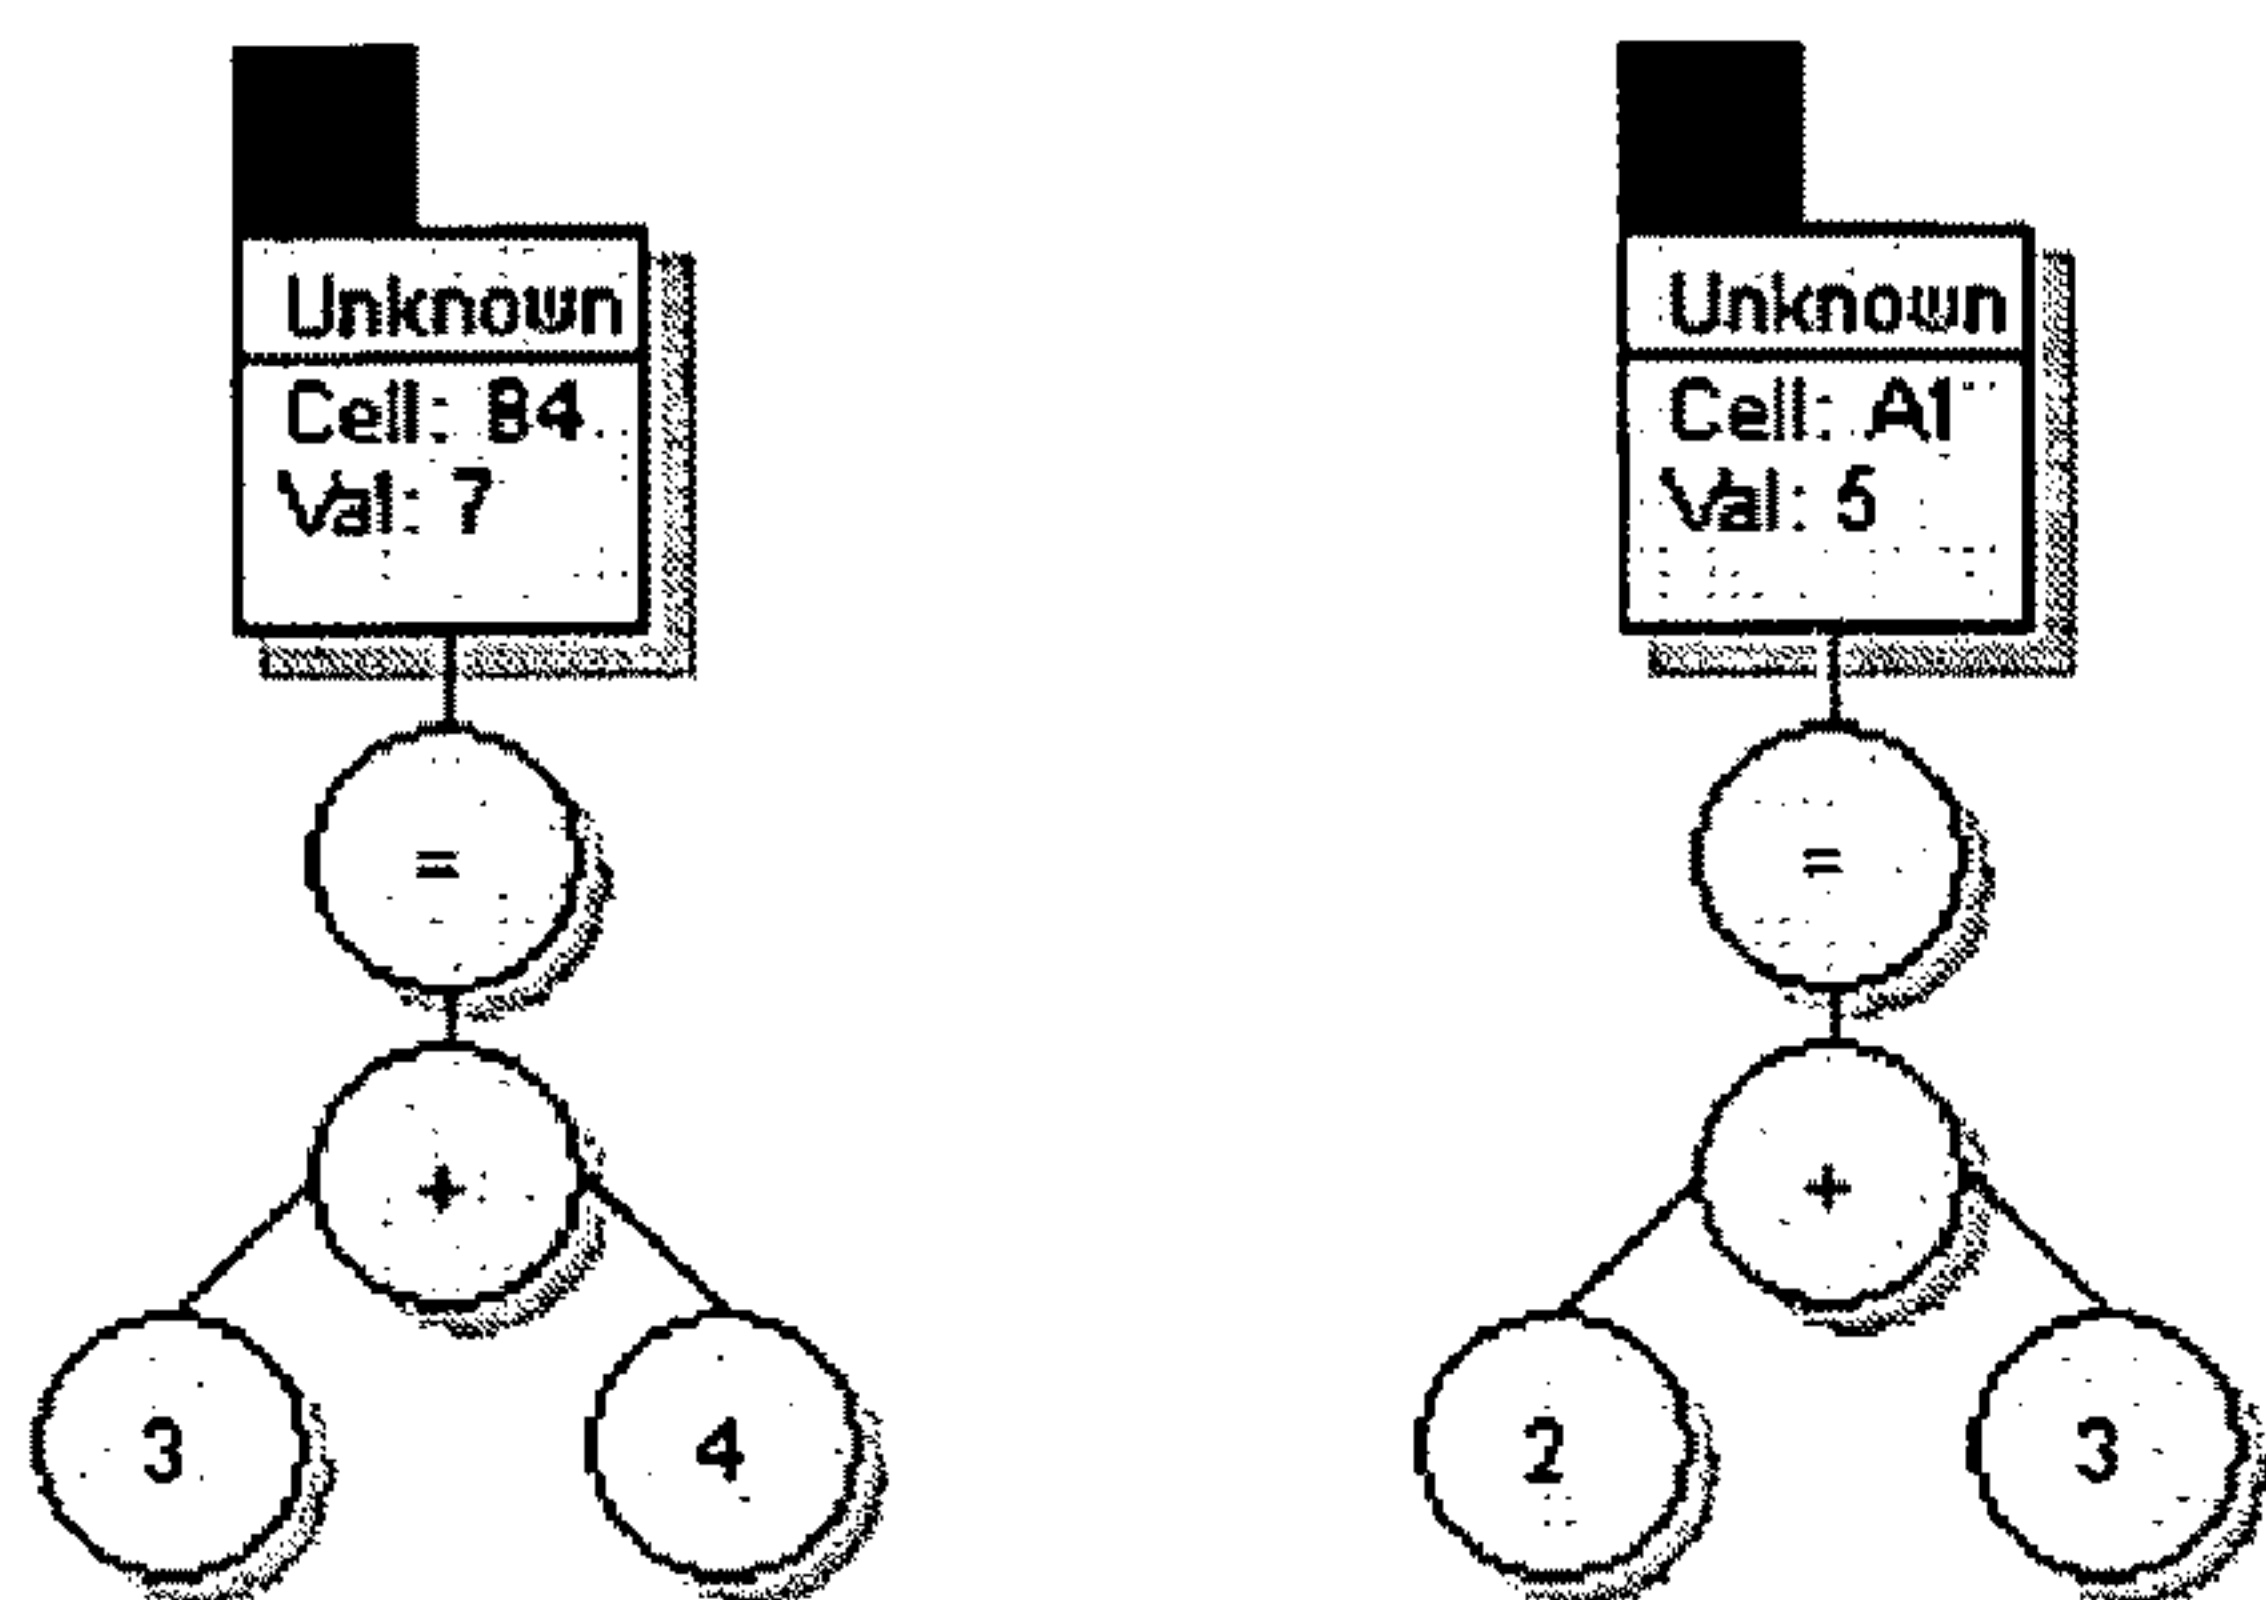 Unknown
Cell: B4
Val: 7
=
+
3 4
Unknown
Cell: A1
Val: 5
=
+
2 3